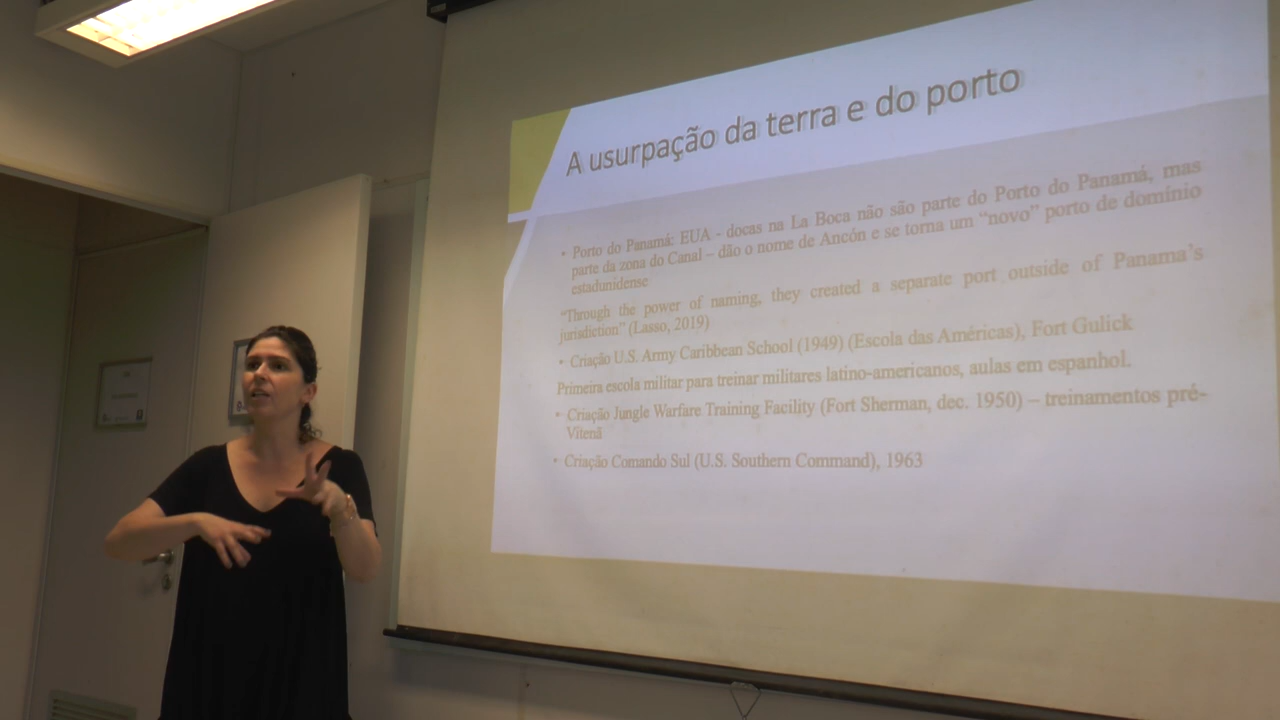 A usurpação da terra e do porto
• Porto do Panamá: EUA - docas na La Boca não são parte do Porto do Panamá, mas
parte da zona do Canal – dão o nome de Ancón e se torna um “novo” porto de domínio
estadunidense
“Through the power of naming, they created a separate port outside of Panama’s
jurisdiction” (Lasso, 2019)
• Criação U.S. Army Caribbean School (1949) (Escola das Américas), Fort Gulick
Primeira escola militar para treinar militares latino-americanos, aulas em espanhol.
• Criação Jungle Warfare Training Facility (Fort Sherman, dec. 1950) – treinamentos pré-
Vitenã
• Criação Comando Sul (U.S. Southern Command), 1963